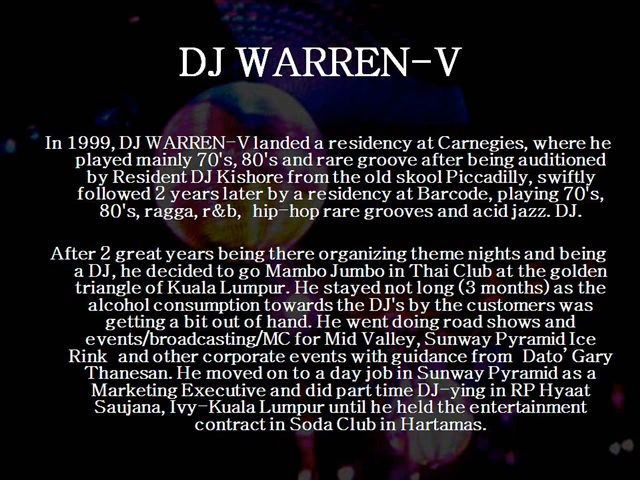 DJ WARREN-V
In 1999, DJ WARREN-V landed a residency at Carnegies, where he
played mainly 70's, 80's and rare groove after being auditioned
by Resident DJ Kishore from the old skool Piccadilly, swiftly
followed 2 years later by a residency at Barcode, playing 70's,
80's, ragga, r&b, hip-hop rare grooves and acid jazz. DJ.
After 2 great years being there organizing theme nights and being
a DJ, he decided to go Mambo Jumbo in Thai Club at the golden
triangle of Kuala Lumpur. He stayed not long (3 months) as the
alcohol consumption towards the DJ's by the customers was
getting a bit out of hand. He went doing road shows and
events/broadcasting/MC for Mid Valley, Sunway Pyramid Ice
Rink and other corporate events with guidance from Dato' Gary
Thanesan. He moved on to a day job in Sunway Pyramid as a
Marketing Executive and did part time DJ-ying in RP Hyaat
Saujana, Ivy-Kuala Lumpur until he held the entertainment
contract in Soda Club in Hartamas.